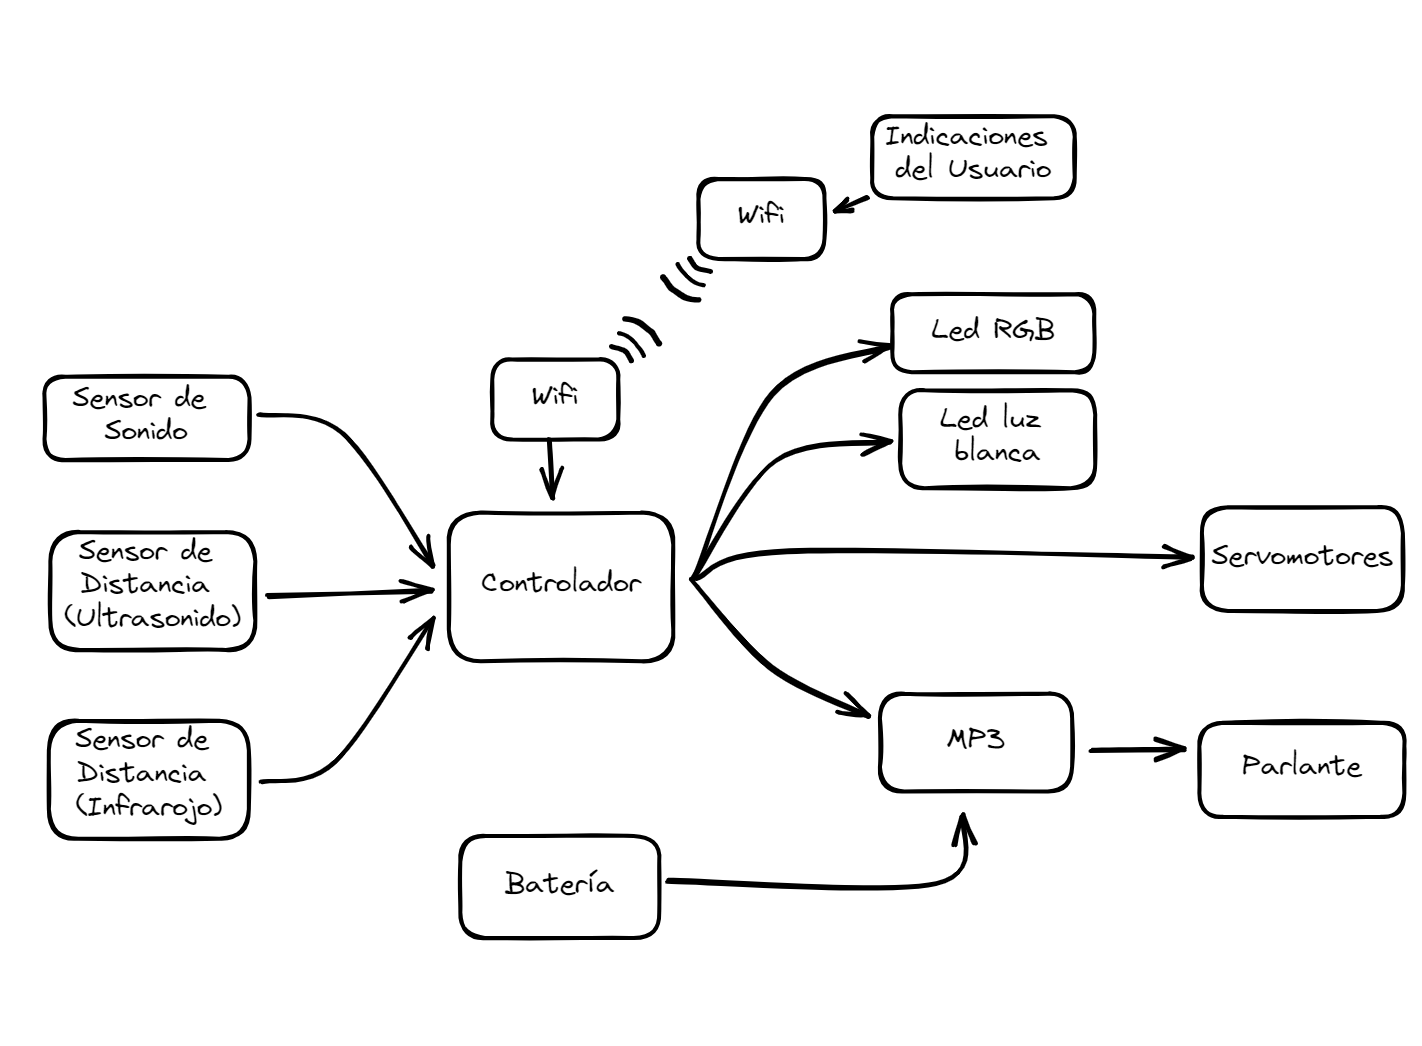 Indicaciones
del Usuario
Wifi
Led RGB
Wifi
Sensor de
Sonido
Led luz
blanca
Sensor de
Distancia
(Ultrasonido)
Controlador
Servomotores
Sensor de
Distancia
(Infrarojo)
MP3
Parlante
Batería